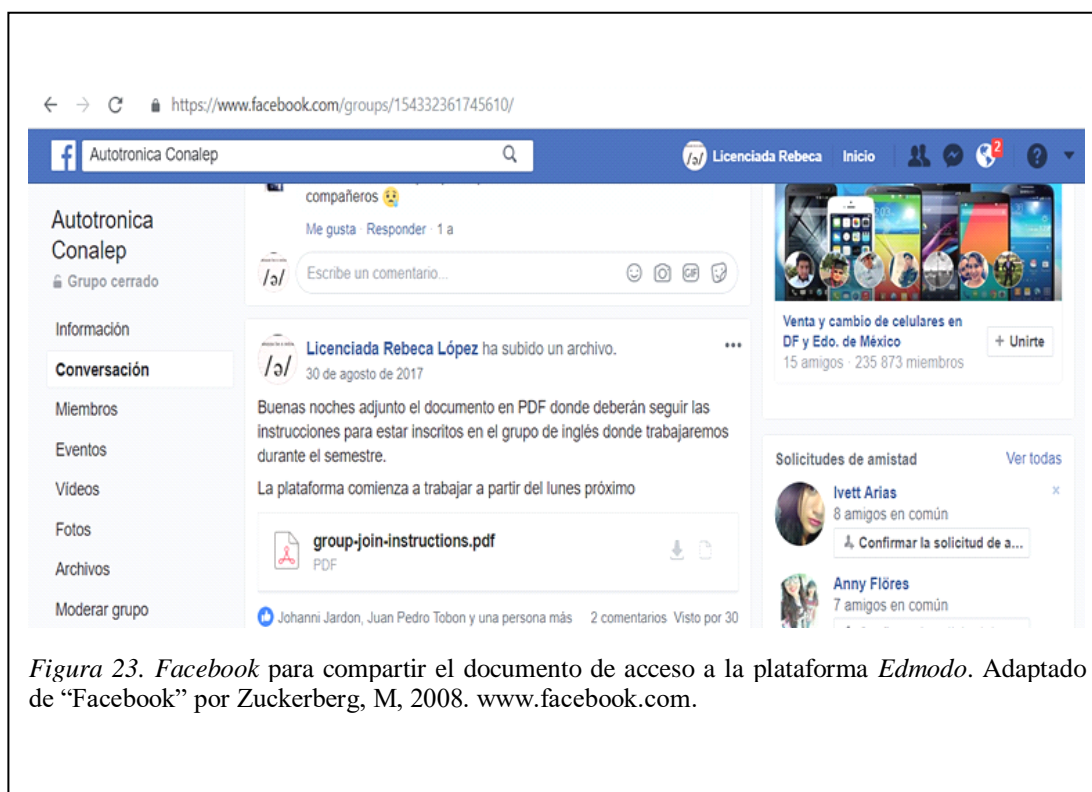 https://www.facebook.com/groups/154332361745610/
Autotronica Conalep
Licenciada Rebeca
Inicio
2
Autotronica
Conalep
Grupo cerrado
Información
Conversación
Miembros
Eventos
Vídeos
Fotos
Archivos
Moderar grupo
compañeros
Me gusta · Responder · 1 a
/ə/
Escribe un comentario...
GIF
/ə/
Licenciada Rebeca López ha subido un archivo.
30 de agosto de 2017
Buenas noches adjunto el documento en PDF donde deberán seguir las
instrucciones para estar inscritos en el grupo de inglés donde trabajaremos
durante el semestre.
La plataforma comienza a trabajar a partir del lunes próximo
group-join-instructions.pdf
PDF
Johanni Jardon, Juan Pedro Tobon y una persona más 2 comentarios Visto por 30
Venta y cambio de celulares en
DF y Edo. de México
15 amigos · 235 873 miembros
+ Unirte
Solicitudes de amistad Ver todas
Ivett Arias
8 amigos en común
Confirmar la solicitud de a...
Anny Flöres
7 amigos en común
Figura 23. Facebook para compartir el documento de acceso a la plataforma Edmodo. Adaptado
de “Facebook” por Zuckerberg, M, 2008. www.facebook.com.